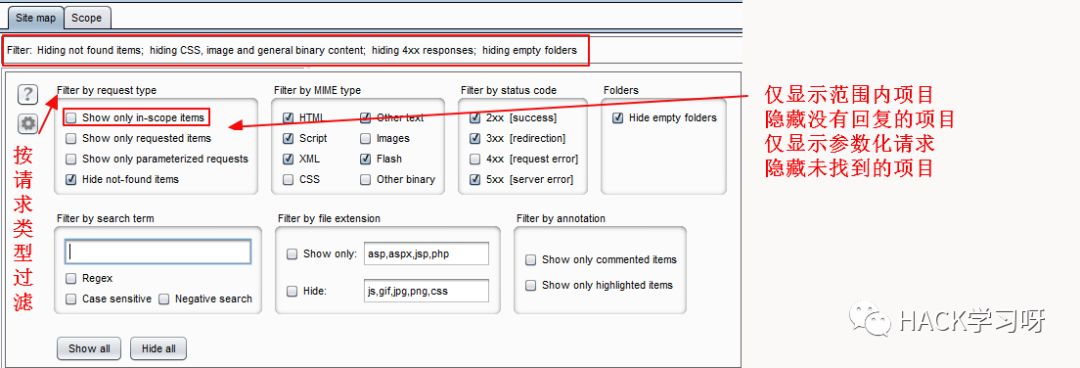 Site map Scope
Filter: Hiding not found items; hiding CSS, image and general binary content; hiding 4xx responses; hiding empty folders
?
Filter by request type
Show only in-scope items
Show only requested items
Show only parameterized requests
Hide not-found items
Filter by MIME type
HTML Other text
Script Images
XML Flash
CSS Other binary
Filter by status code
2xx [success]
3xx [redirection]
4xx [request error]
5xx [server error]
Folders
Hide empty folders
仅显示范围内项目
隐藏没有回复的项目
仅显示参数化请求
隐藏未找到的项目
按请求类型过滤
Filter by search term
Regex
Case sensitive Negative search
Filter by file extension
Show only: asp,aspx,jsp,php
Hide: js,gif,jpg,png,css
Filter by annotation
Show only commented items
Show only highlighted items
Show all Hide all
HACK学习呀